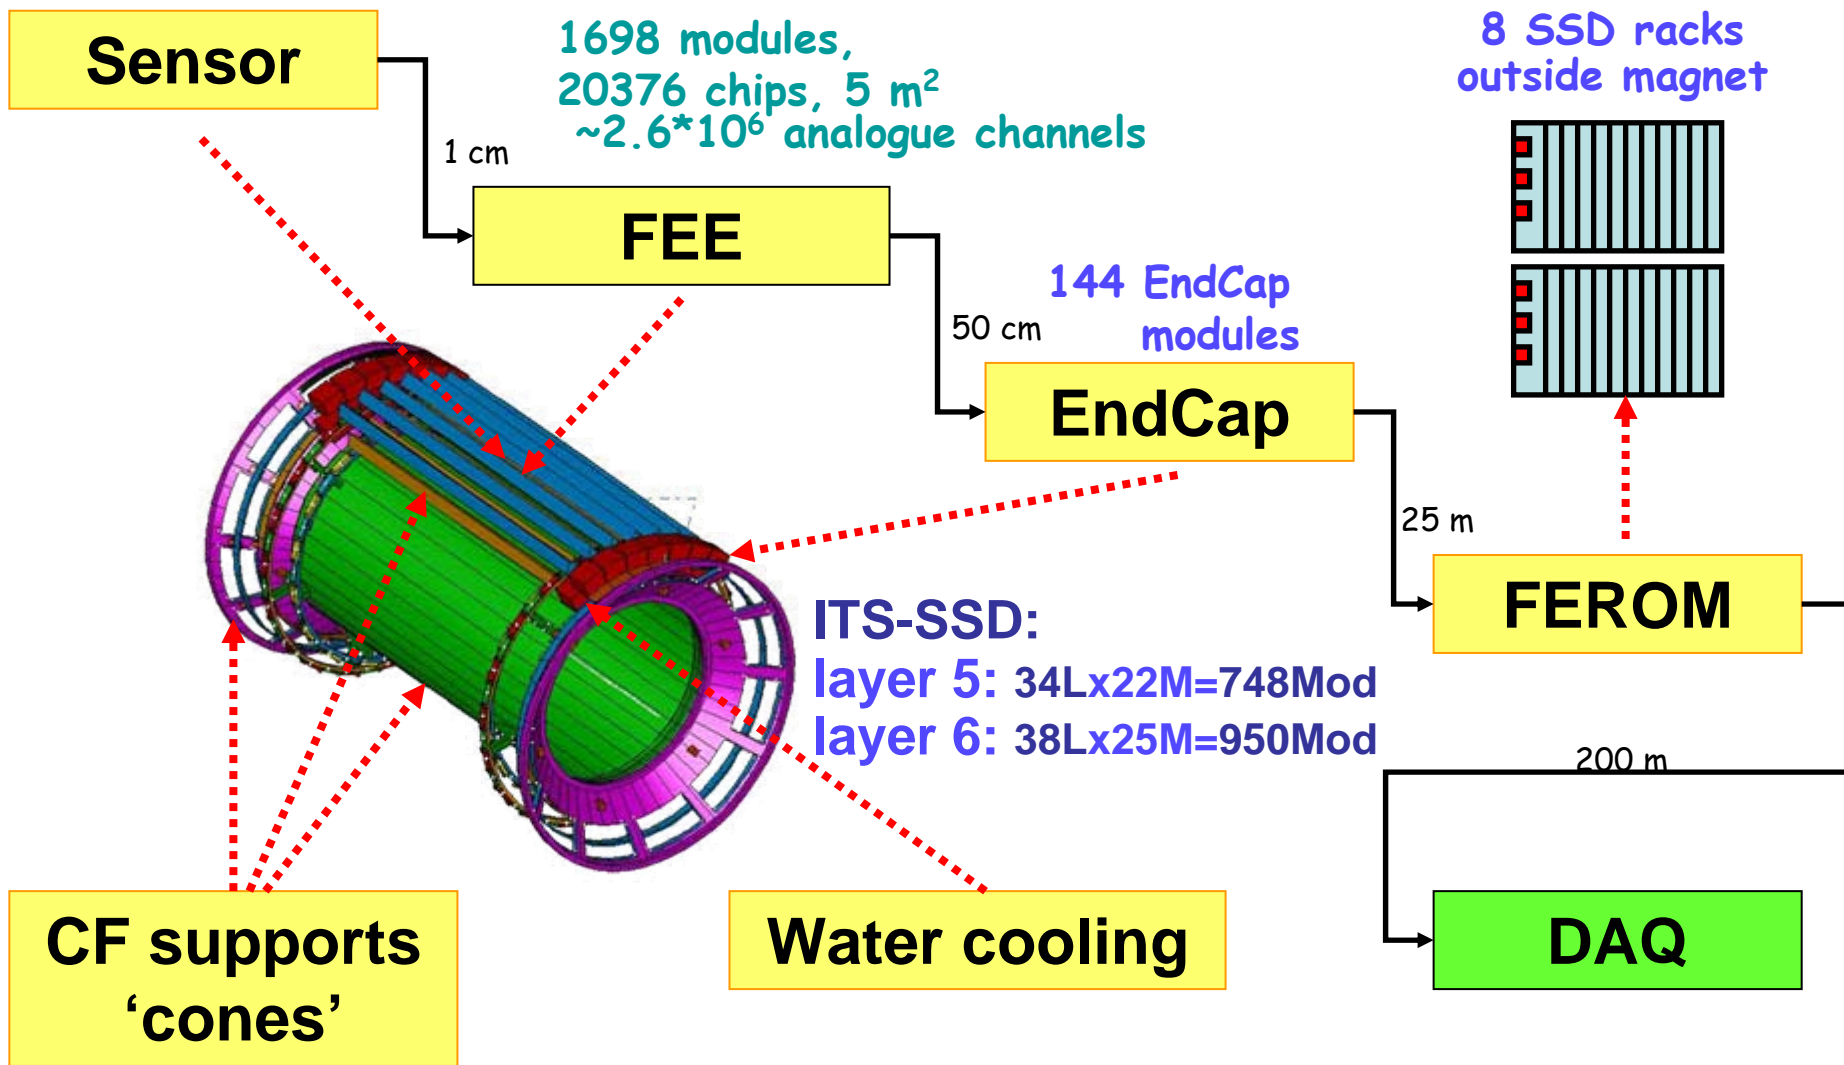 Sensor
1698 modules,
20376 chips, 5 m²
~2.6*10⁶ analogue channels
8 SSD racks
outside magnet
1 cm
FEE
144 EndCap
modules
50 cm
EndCap
25 m
FEROM
ITS-SSD:
layer 5: 34Lx22M=748Mod
layer 6: 38Lx25M=950Mod
200 m
CF supports
‘cones’
Water cooling
DAQ